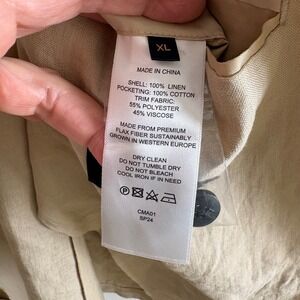 XL
MADE IN CHINA
SHELL: 100% LINEN
POCKETING: 100% COTTON
TRIM FABRIC:
55% POLYESTER
45% VISCOSE
MADE FROM PREMIUM
FLAX FIBER SUSTAINABLY
GROWN IN WESTERN EUROPE
DRY CLEAN
DO NOT TUMBLE DRY
DO NOT BLEACH
COOL IRON IF IN NEED
P
CMA01
SP24